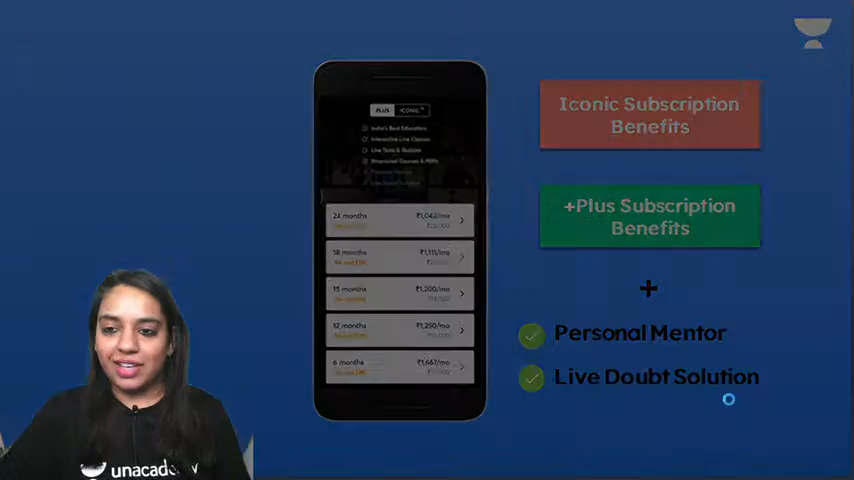 PLUS ICONIC
India's Best Educators
Interactive Live Classes
Live Tests & Quizzes
Structured Courses & PDFs
24 months ₹1,042/mo
18 months ₹1,111/mo
15 months ₹1,200/mo
12 months ₹1,250/mo
6 months ₹1,667/mo
Iconic Subscription
Benefits
+Plus Subscription
Benefits
+
Personal Mentor
Live Doubt Solution
unacademy